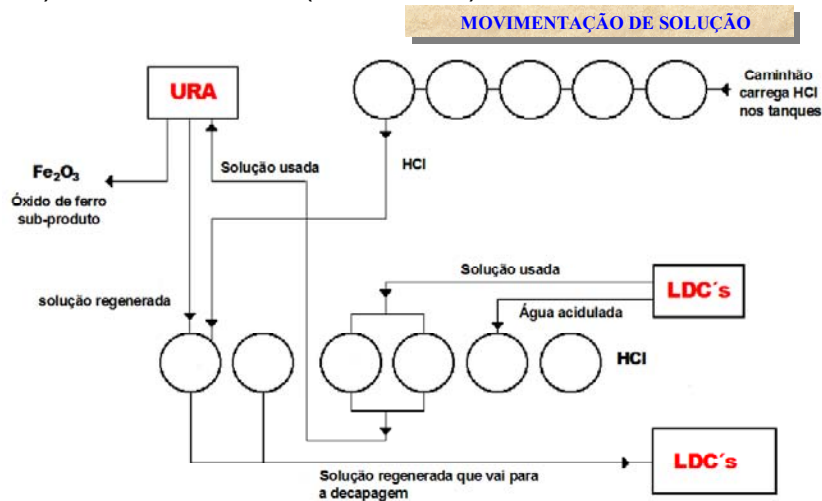 MOVIMENTAÇÃO DE SOLUÇÃO
URA
Caminhão
carrega HCl
nos tanques
Solução usada
HCl
Fe₂O₃
Óxido de ferro
sub-produto
Solução usada
LDC´s
solução regenerada
Água acidulada
HCl
LDC´s
Solução regenerada que vai para
a decapagem